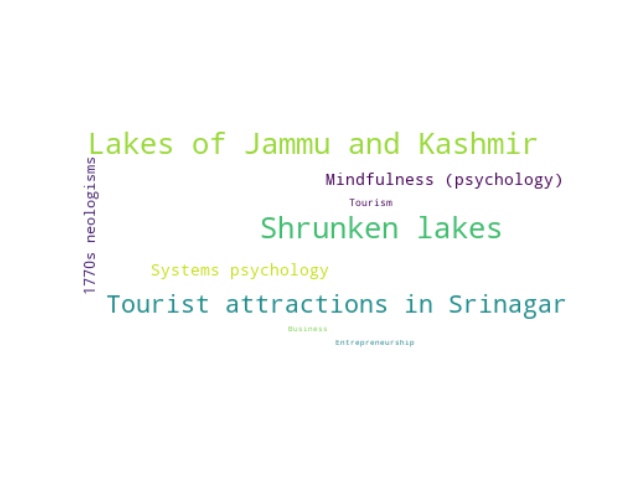 Lakes of Jammu and Kashmir
1770s neologisms
Mindfulness (psychology)
Tourism
Shrunken lakes
Systems psychology
Tourist attractions in Srinagar
Business
Entrepreneurship